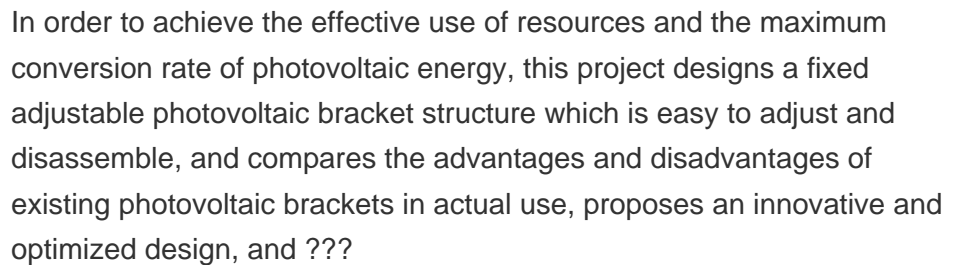 In order to achieve the effective use of resources and the maximum
conversion rate of photovoltaic energy, this project designs a fixed
adjustable photovoltaic bracket structure which is easy to adjust and
disassemble, and compares the advantages and disadvantages of
existing photovoltaic brackets in actual use, proposes an innovative and
optimized design, and ???